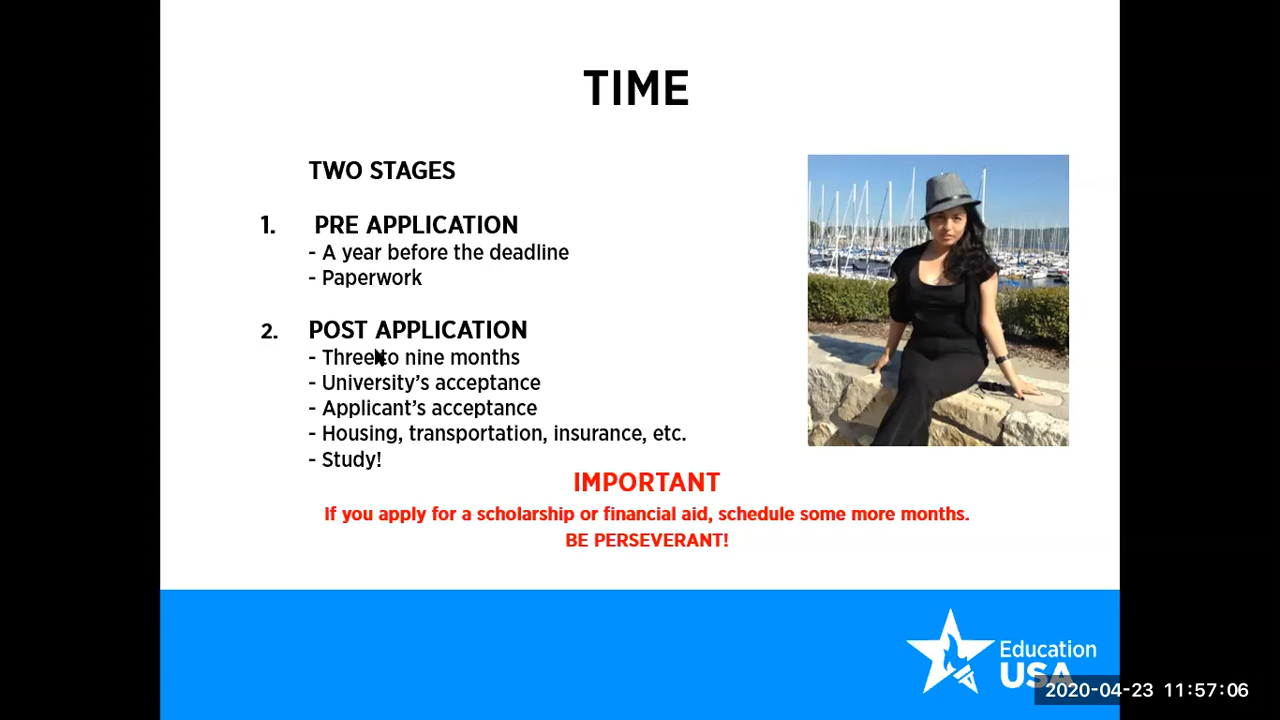 TIME
TWO STAGES
1. PRE APPLICATION
- A year before the deadline
- Paperwork
2. POST APPLICATION
- Three to nine months
- University’s acceptance
- Applicant’s acceptance
- Housing, transportation, insurance, etc.
- Study!
IMPORTANT
If you apply for a scholarship or financial aid, schedule some more months.
BE PERSEVERANT!
Education
USA
2020-04-23 11:57:06